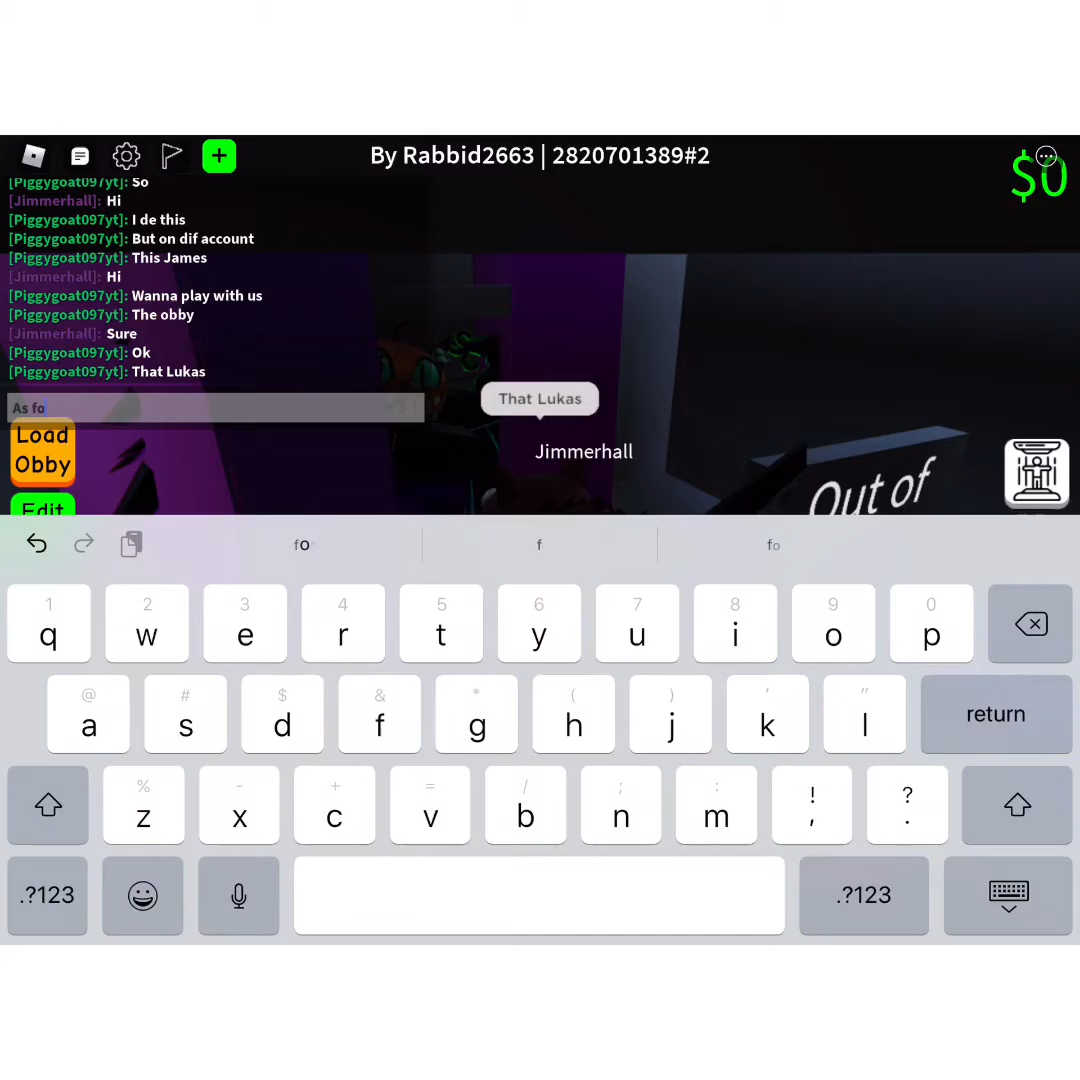 By Rabbid2663 | 2820701389#2
$0
[Piggygoat097yt]: So
[Jimmerhall]: Hi
[Piggygoat097yt]: I de this
[Piggygoat097yt]: But on dif account
[Piggygoat097yt]: This James
[Jimmerhall]: Hi
[Piggygoat097yt]: Wanna play with us
[Piggygoat097yt]: The obby
[Jimmerhall]: Sure
[Piggygoat097yt]: Ok
[Piggygoat097yt]: That Lukas
As fo
That Lukas
Jimmerhall
Load
Obby
Out of
Edit
fo f fo
1 2 3 4 5 6 7 8 9 0
q w e r t y u i o p
@ # $ & * ( ) ' "
a s d f g h j k l return
% - + = / ; : ! ?
z x c v b n m , .
.?123 .?123